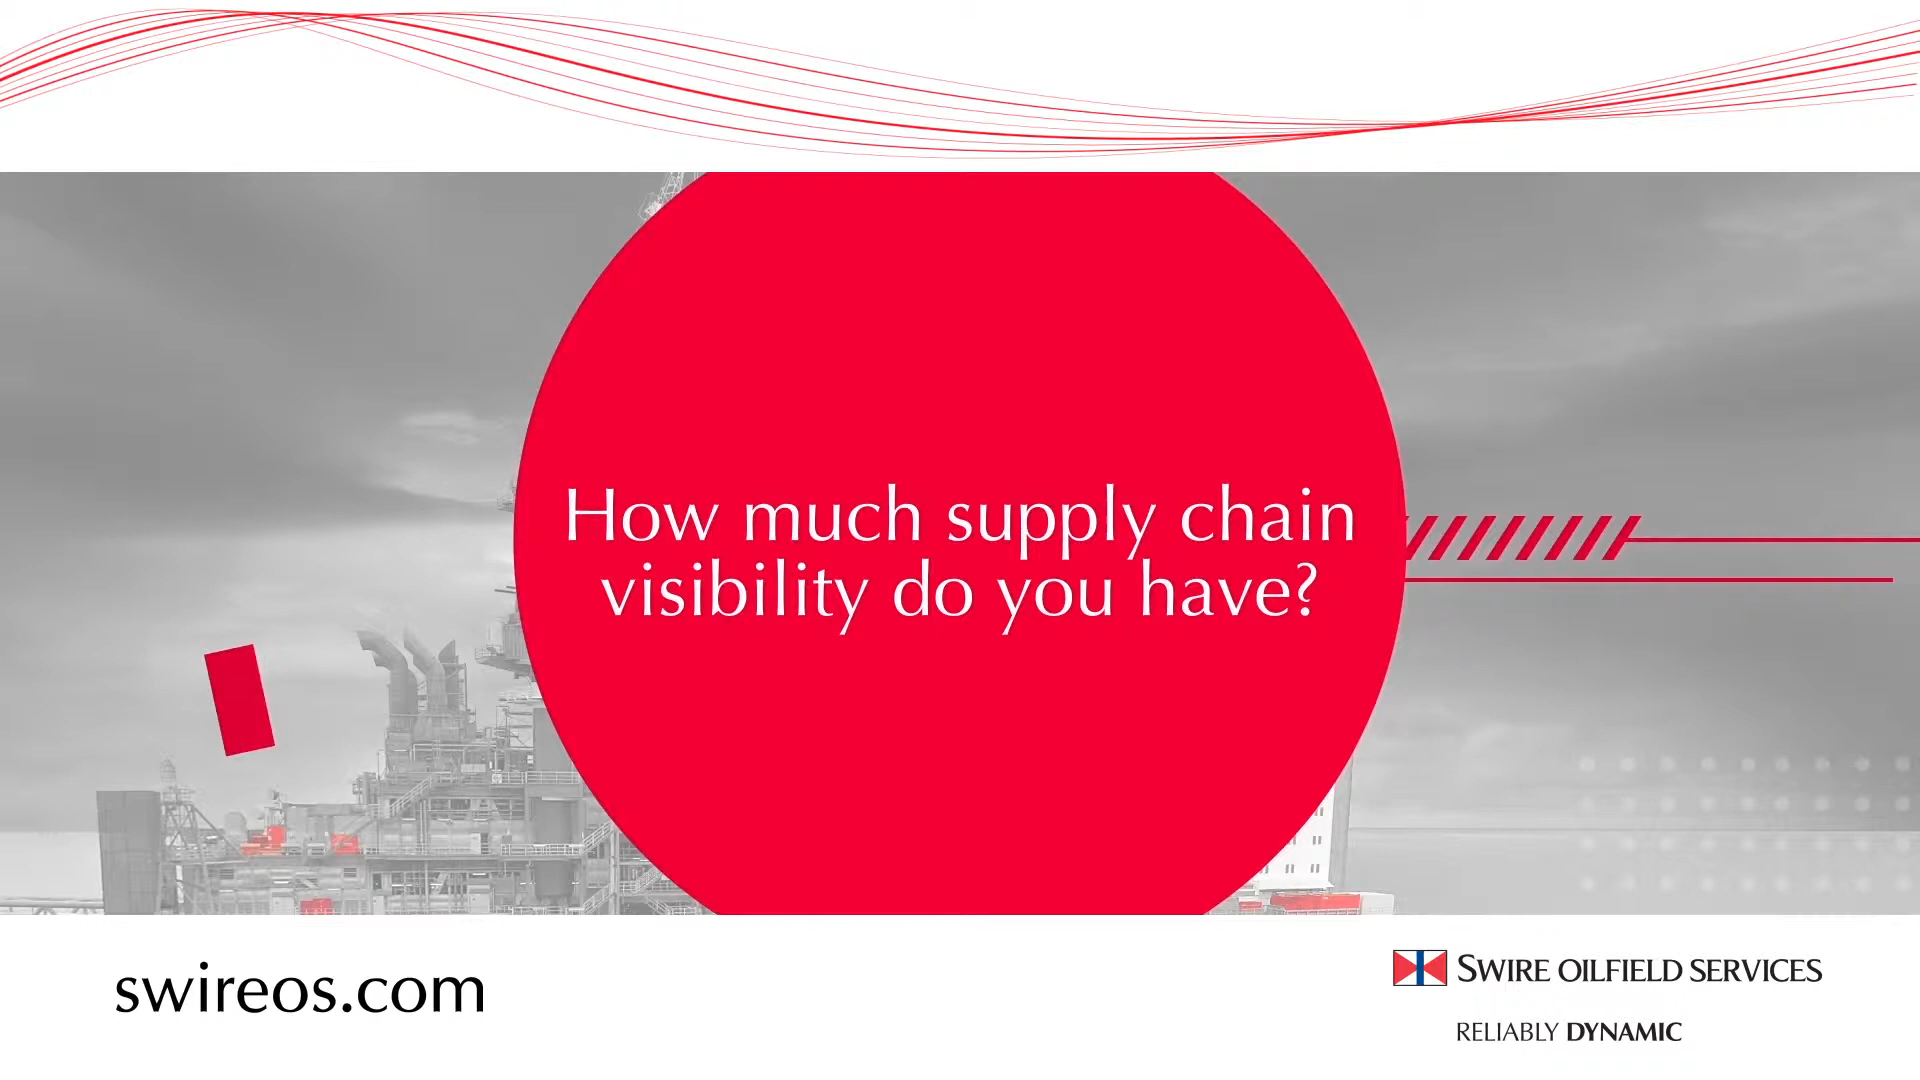 How much supply chain
visibility do you have?
swireos.com
SWIRE OILFIELD SERVICES
RELIABLY DYNAMIC